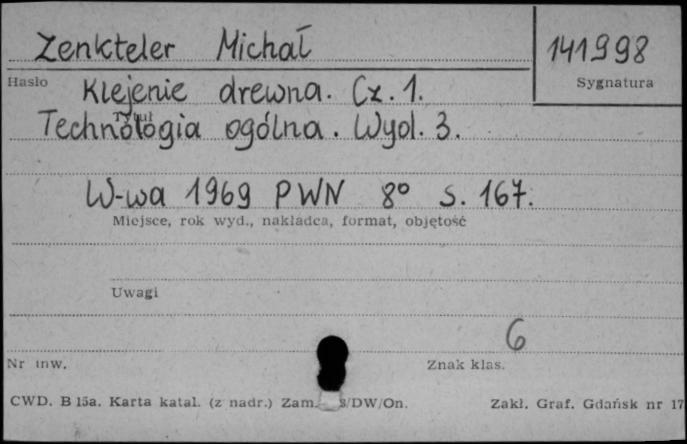 Zenkteler Michał
141998
Hasło
Sygnatura
Klejenie drewna. Cz. 1.
Tytuł
Technologia ogólna. Wyd. 3.
W-wa 1969 PWN 8° s. 167.
Miejsce, rok wyd., nakładca, format, objętość
Uwagi
6
Nr inw.
Znak klas.
CWD. B 15a. Karta katal. (z nadr.) Zam. 3/DW/On.
Zakł. Graf. Gdańsk nr 17